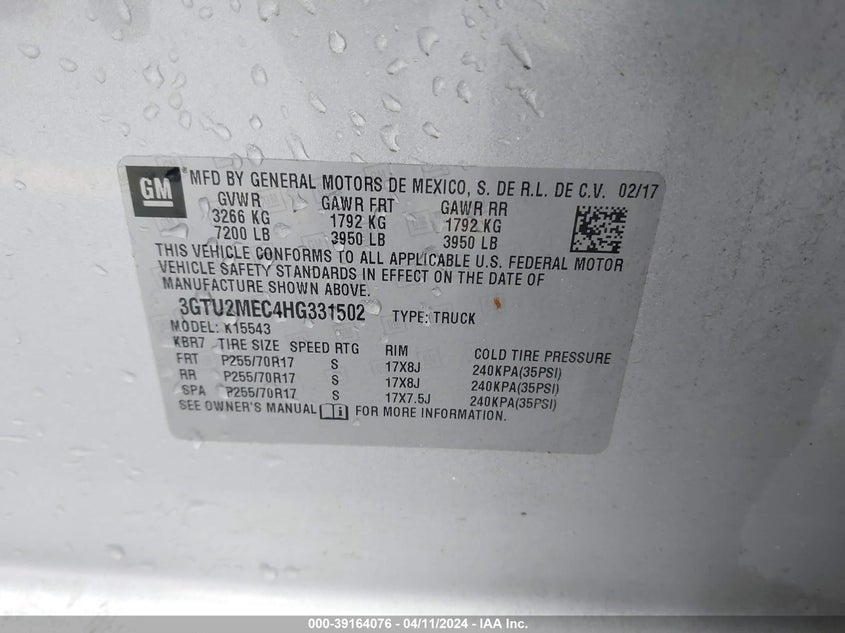 GM ® MFD BY GENERAL MOTORS DE MEXICO, S. DE R.L. DE C.V. 02/17
GVWR GAWR FRT GAWR RR
3266 KG 1792 KG 1792 KG
7200 LB 3950 LB 3950 LB
THIS VEHICLE CONFORMS TO ALL APPLICABLE U.S. FEDERAL MOTOR
VEHICLE SAFETY STANDARDS IN EFFECT ON THE DATE OF
MANUFACTURE SHOWN ABOVE.
3GTU2MEC4HG331502 TYPE: TRUCK
MODEL: K15543
KBR7 TIRE SIZE SPEED RTG RIM COLD TIRE PRESSURE
FRT P255/70R17 S 17X8J 240KPA(35PSI)
RR P255/70R17 S 17X8J 240KPA(35PSI)
SPA P255/70R17 S 17X7.5J 240KPA(35PSI)
SEE OWNER'S MANUAL i FOR MORE INFORMATION.
000-39164076 - 04/11/2024 - IAA Inc.